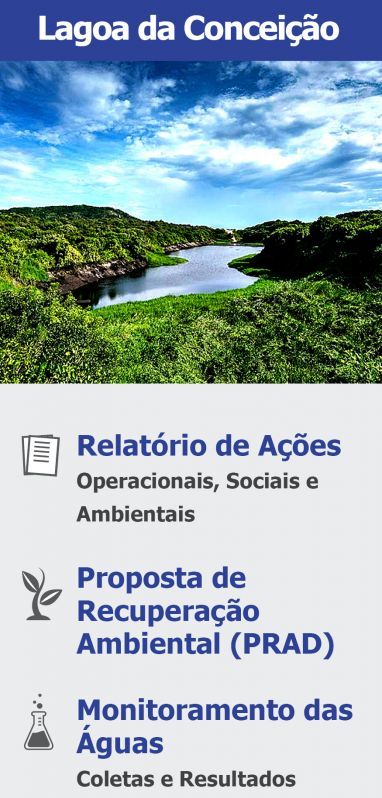 Lagoa da Conceição
Relatório de Ações
Operacionais, Sociais e
Ambientais
Proposta de
Recuperação
Ambiental (PRAD)
Monitoramento das
Águas
Coletas e Resultados